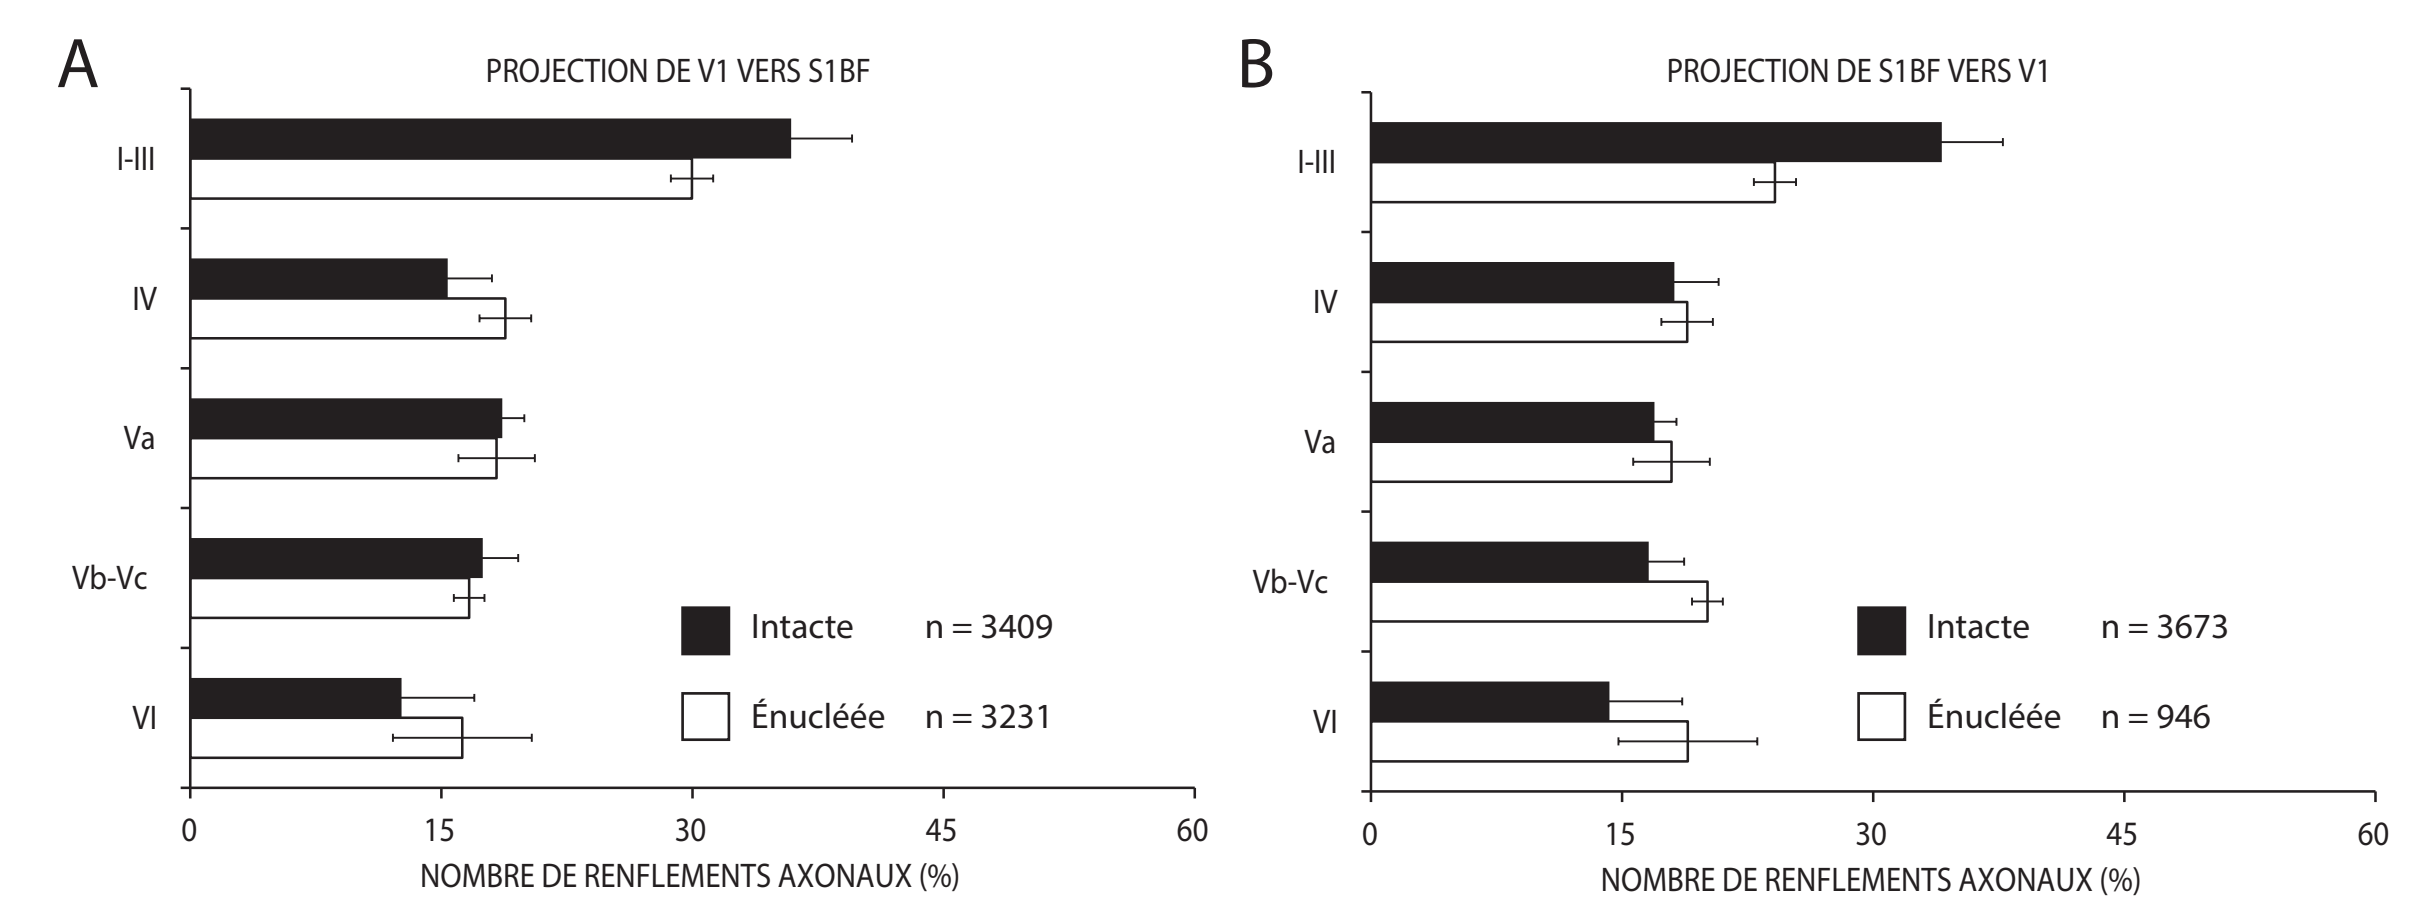 A
PROJECTION DE V1 VERS S1BF
I-III
IV
Va
Vb-Vc
VI
Intacte n = 3409
Énucléée n = 3231
0 15 30 45 60
NOMBRE DE RENFLEMENTS AXONAUX (%)
B
PROJECTION DE S1BF VERS V1
I-III
IV
Va
Vb-Vc
VI
Intacte n = 3673
Énucléée n = 946
0 15 30 45 60
NOMBRE DE RENFLEMENTS AXONAUX (%)